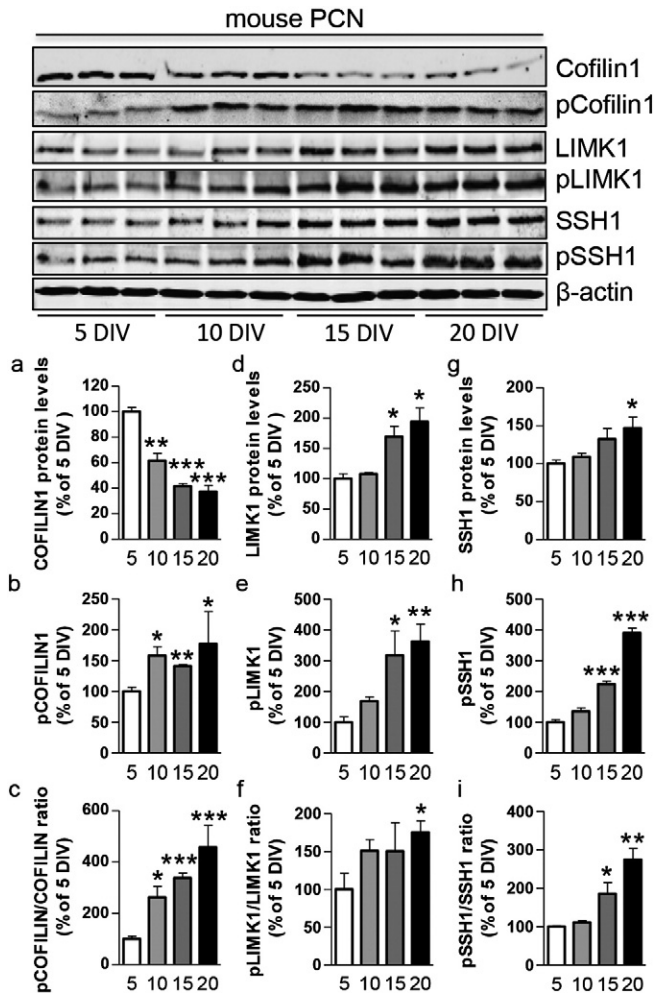 mouse PCN
Cofilin1
pCofilin1
LIMK1
pLIMK1
SSH1
pSSH1
β-actin
5 DIV 10 DIV 15 DIV 20 DIV
a
COFILIN1 protein levels
(% of 5 DIV )
120
100
80
60
40
20
0
** *** ***
5 10 15 20
d
LIMK1 protein levels
(% of 5 DIV)
250
200
150
100
50
0
* *
5 10 15 20
g
SSH1 protein levels
(% of 5 DIV)
200
150
100
50
0
*
5 10 15 20
b
pCOFILIN1
(% of 5 DIV)
250
200
150
100
50
0
* ** *
5 10 15 20
e
pLIMK1
(% of 5 DIV)
500
400
300
200
100
0
* **
5 10 15 20
h
pSSH1
(% of 5 DIV)
500
400
300
200
100
0
*** ***
5 10 15 20
c
pCOFILIN/COFILIN ratio
(% of 5 DIV)
600
400
200
0
* *** ***
5 10 15 20
f
pLIMK1/LIMK1 ratio
(% of 5 DIV)
200
150
100
50
0
*
5 10 15 20
i
pSSH1/SSH1 ratio
(% of 5 DIV)
400
300
200
100
0
* **
5 10 15 20